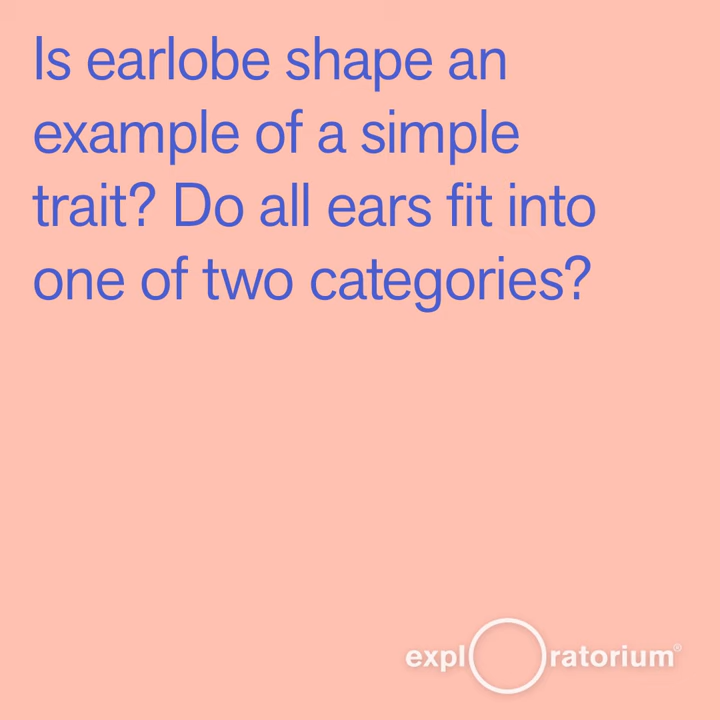 Is earlobe shape an
example of a simple
trait? Do all ears fit into
one of two categories?
expl ratorium®